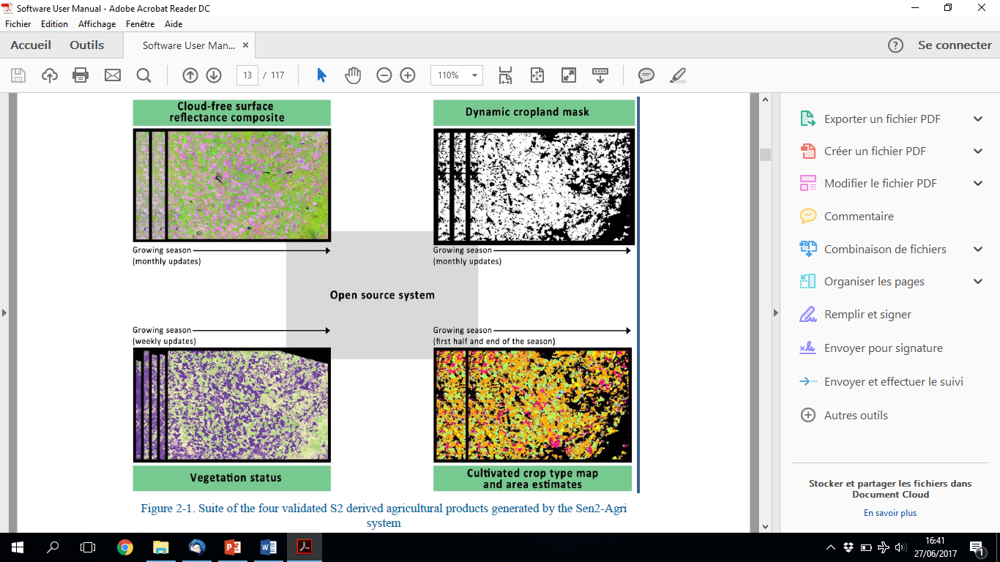 Software User Manual - Adobe Acrobat Reader DC
Fichier Edition Affichage Fenêtre Aide
Accueil Outils Software User Man... × ? Se connecter
13 / 117 110%
Cloud-free surface
reflectance composite
Dynamic cropland mask
Growing season
(monthly updates)
Growing season
(monthly updates)
Open source system
Growing season
(weekly updates)
Growing season
(first half and end of the season)
Vegetation status
Cultivated crop type map
and area estimates
Figure 2-1. Suite of the four validated S2 derived agricultural products generated by the Sen2-Agri
system
Exporter un fichier PDF
Créer un fichier PDF
Modifier le fichier PDF
Commentaire
Combinaison de fichiers
Organiser les pages
Remplir et signer
Envoyer pour signature
Envoyer et effectuer le suivi
Autres outils
Stocker et partager les fichiers dans
Document Cloud
En savoir plus
16:41
27/06/2017
1